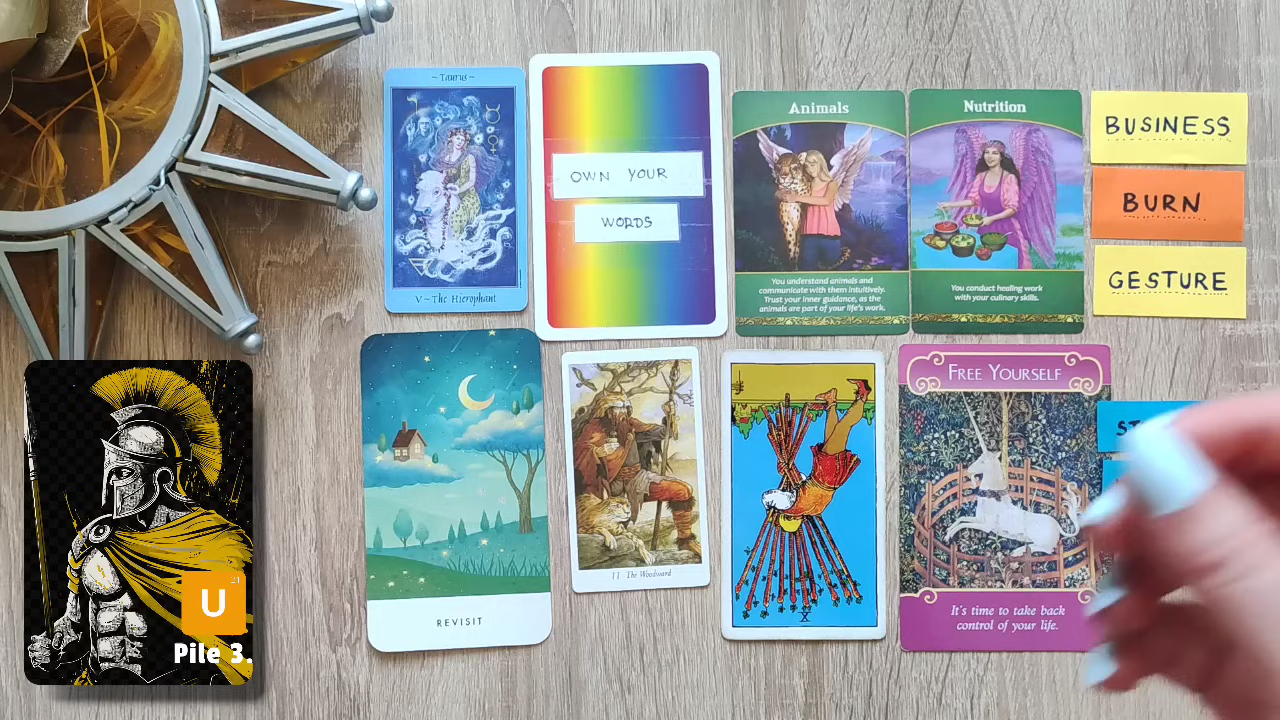 ~ Taurus ~
V ~ The Hierophant
OWN YOUR
WORDS
Animals
You understand animals and
communicate with them intuitively.
Trust your inner guidance, as the
animals are part of your life's work.
Nutrition
You conduct healing work
with your culinary skills.
BUSINESS
BURN
GESTURE
REVISIT
11 · The Woodward
X
FREE YOURSELF
It's time to take back
control of your life.
U
21
Pile 3.